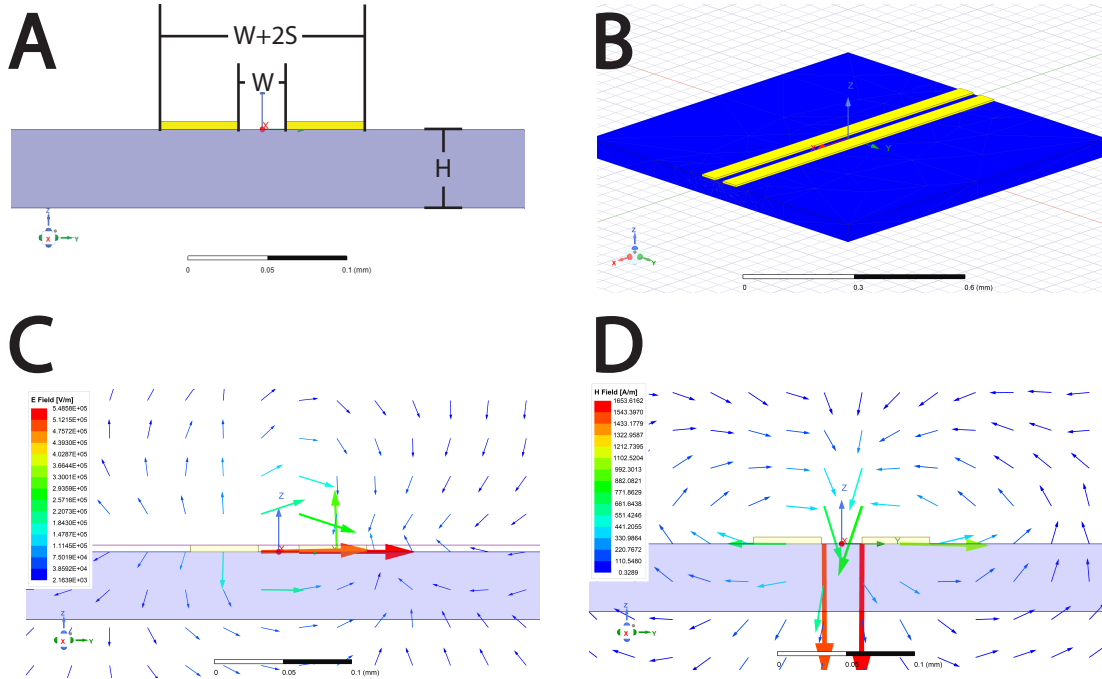 A
W+2S
W
X
H
Z
X
Y
0
0.05
0.1 (mm)
B
Z
X
Y
Z
X
Y
0
0.3
0.6 (mm)
C
E Field [V/m]
5.4858E+05
5.1215E+05
4.7572E+05
4.3930E+05
4.0287E+05
3.6644E+05
3.3001E+05
2.9359E+05
2.5716E+05
2.2073E+05
1.8430E+05
1.4787E+05
1.1145E+05
7.5019E+04
3.8592E+04
2.1639E+03
Z
Z
X
Y
0
0.05
0.1 (mm)
D
H Field [A/m]
1653.6162
1543.3970
1433.1779
1322.9587
1212.7395
1102.5204
992.3013
882.0821
771.8629
661.6438
551.4246
441.2055
330.9864
220.7672
110.5480
0.3289
Z
X
Y
Z
X
Y
0
0.05
0.1 (mm)